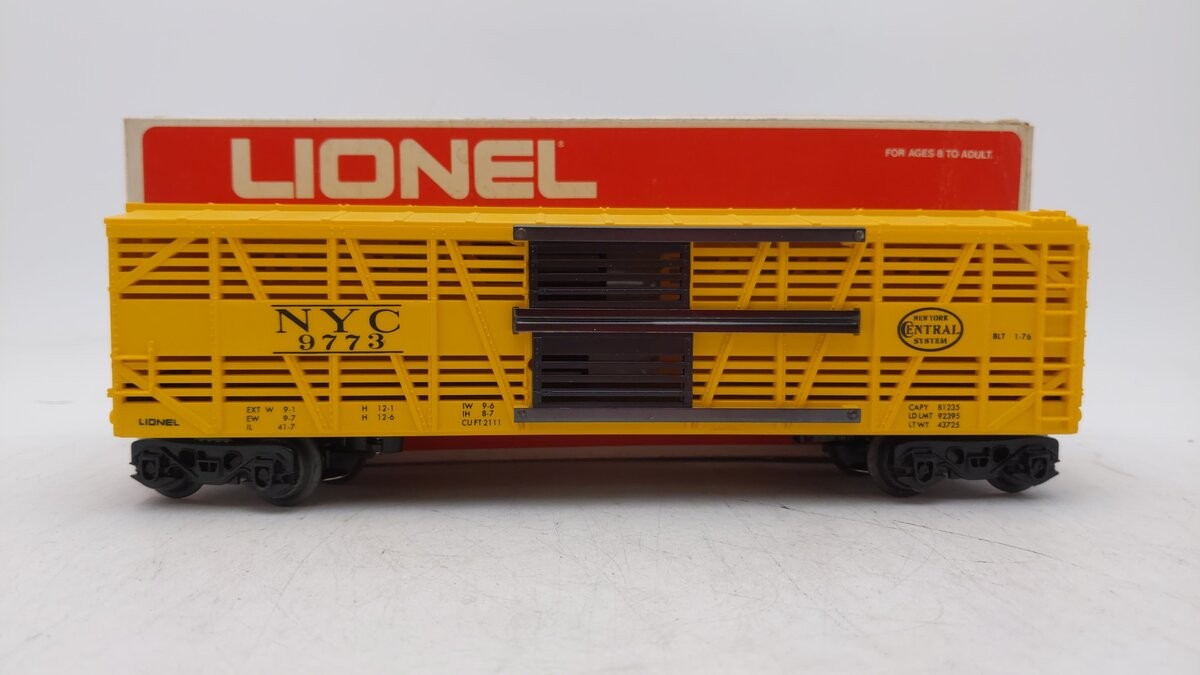 LIONEL
FOR AGES 8 TO ADULT.
NYC
9773
NEW YORK
CENTRAL
SYSTEM
BLT 1-76
LIONEL
EXT W 9-1
EW 9-7
IL 41-7
H 12-1
H 12-6
IW 9-6
IH 8-7
CU FT 2111
CAPY 81235
LD LMT 92395
LT WT 43725